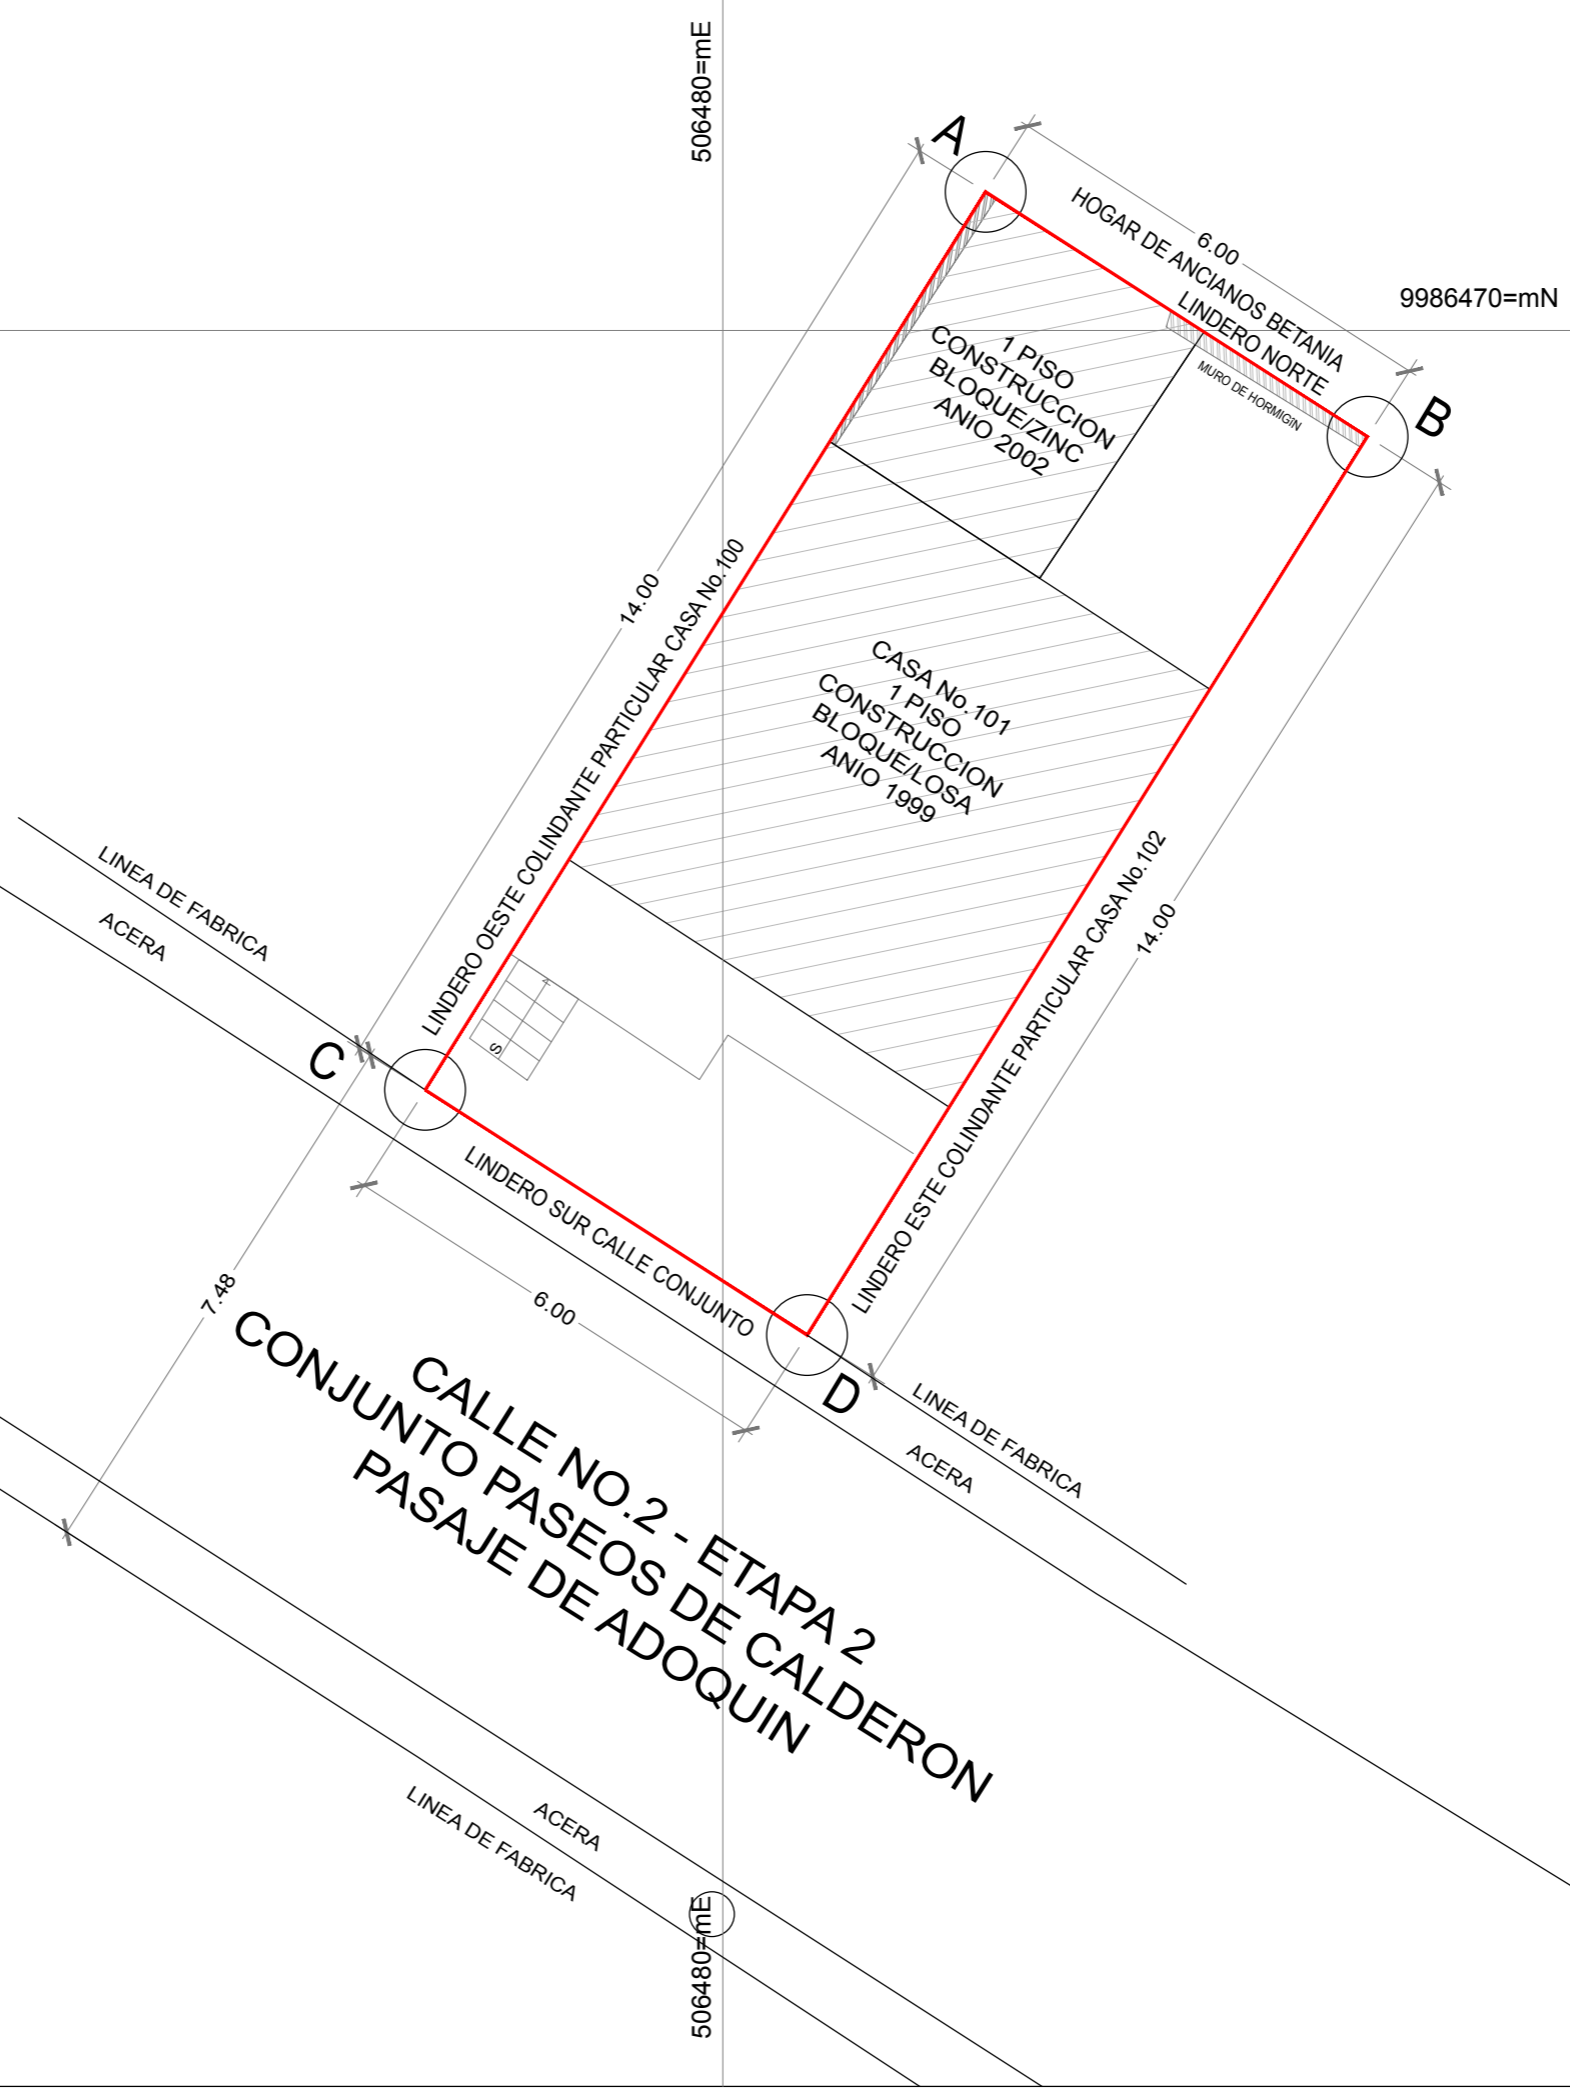 506480=mE
A
6.00
HOGAR DE ANCIANOS BETANIA
LINDERO NORTE
9986470=mN
MURO DE HORMIGIN
B
1 PISO
CONSTRUCCION
BLOQUE/ZINC
ANIO 2002
14.00
LINDERO OESTE COLINDANTE PARTICULAR CASA No.100
CASA No.101
1 PISO
CONSTRUCCION
BLOQUE/LOSA
ANIO 1999
LINDERO ESTE COLINDANTE PARTICULAR CASA No.102
14.00
LINEA DE FABRICA
ACERA
S
C
LINDERO SUR CALLE CONJUNTO
6.00
7.48
D
LINEA DE FABRICA
ACERA
CALLE NO.2 - ETAPA 2
CONJUNTO PASEOS DE CALDERON
PASAJE DE ADOQUIN
ACERA
LINEA DE FABRICA
506480=mE